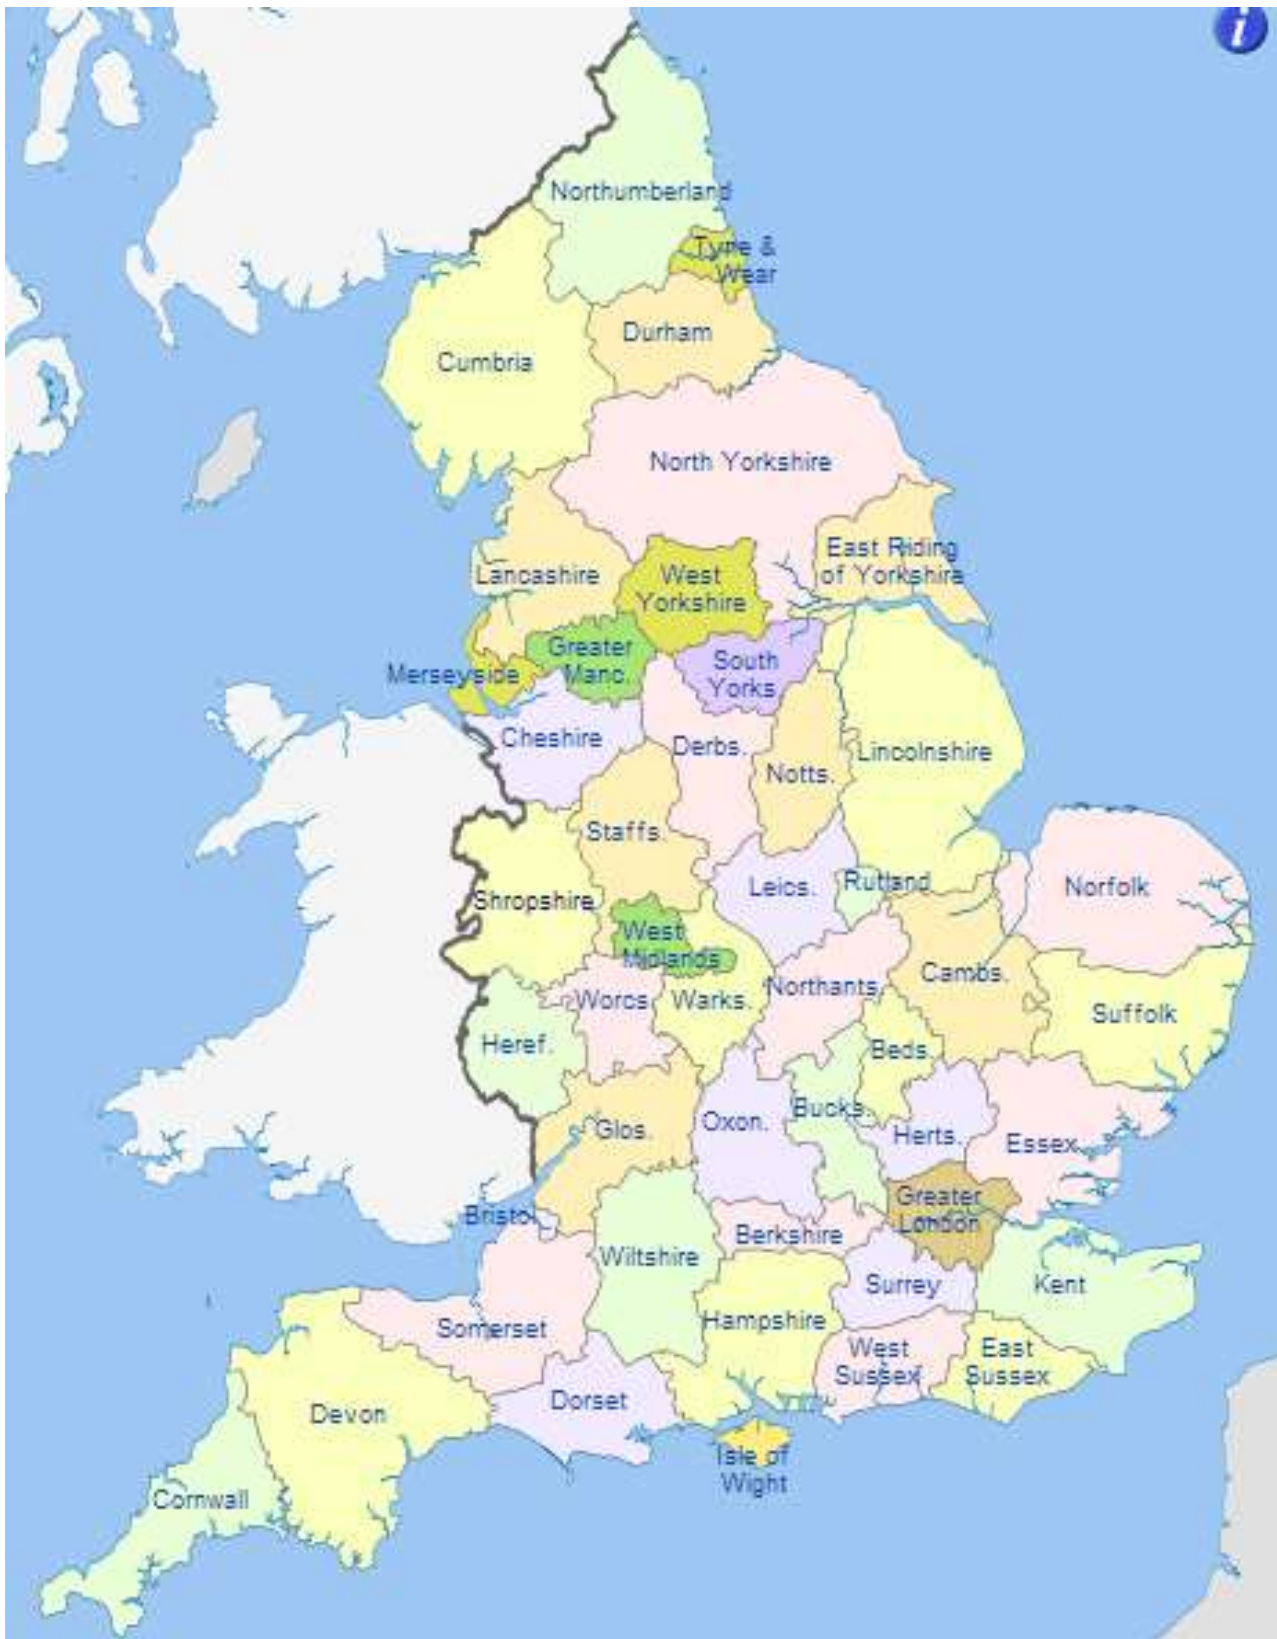 i
Northumberland
Tyne &
Wear
Durham
Cumbria
North Yorkshire
East Riding
of Yorkshire
Lancashire
West
Yorkshire
Greater
Manc.
South
Yorks
Merseyside
Cheshire
Derbs.
Notts.
Lincolnshire
Staffs.
Shropshire
Leics.
Rutland
Norfolk
West
Midlands
Worcs
Warks.
Northants
Cambs.
Suffolk
Heref.
Beds.
Bucks.
Oxon.
Glos.
Herts.
Essex
Greater
London
Bristol
Berkshire
Wiltshire
Surrey
Kent
Hampshire
Somerset
West
Sussex
East
Sussex
Dorset
Devon
Isle of
Wight
Cornwall